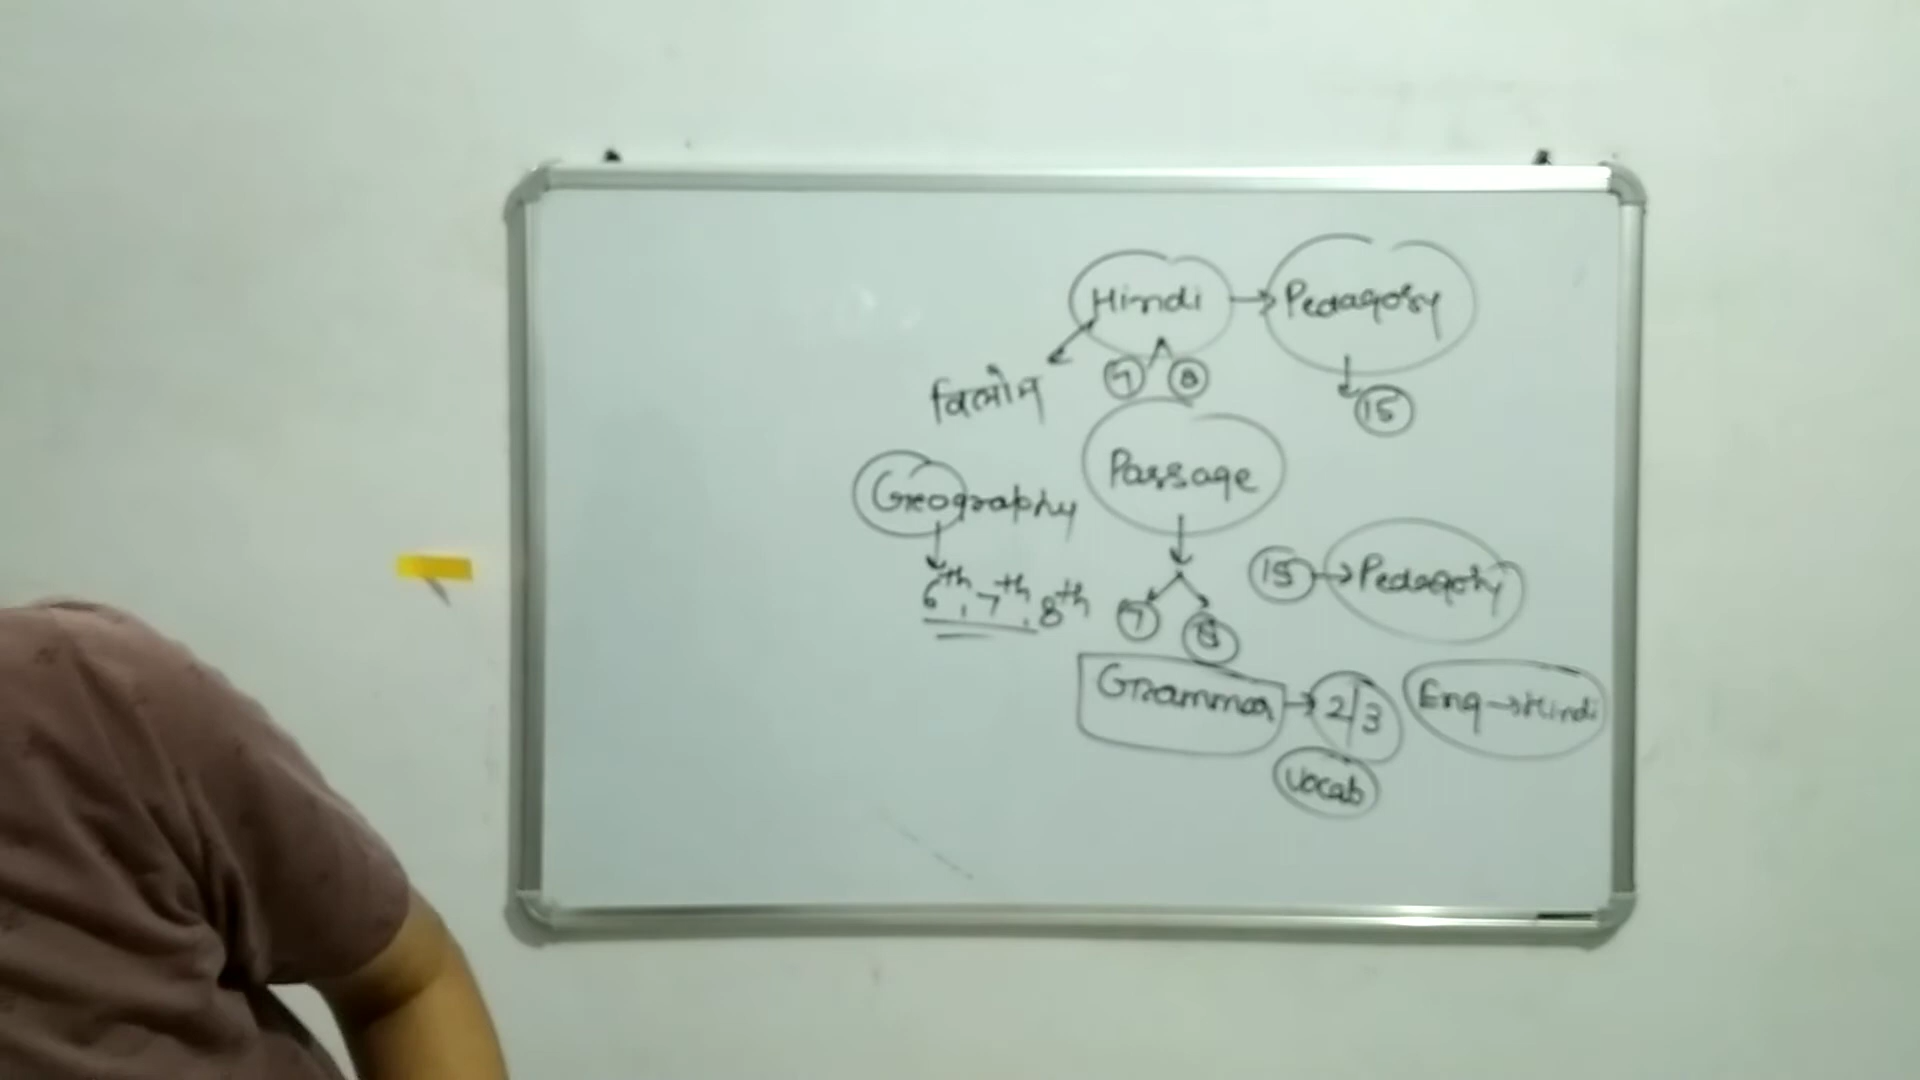 Hindi → Pedagogy
विलोम 7 8 15
Passage
Geography
15 → Pedagogy
6th, 7th, 8th 7 8
Grammar → 2/3 Eng → Hindi
Vocab